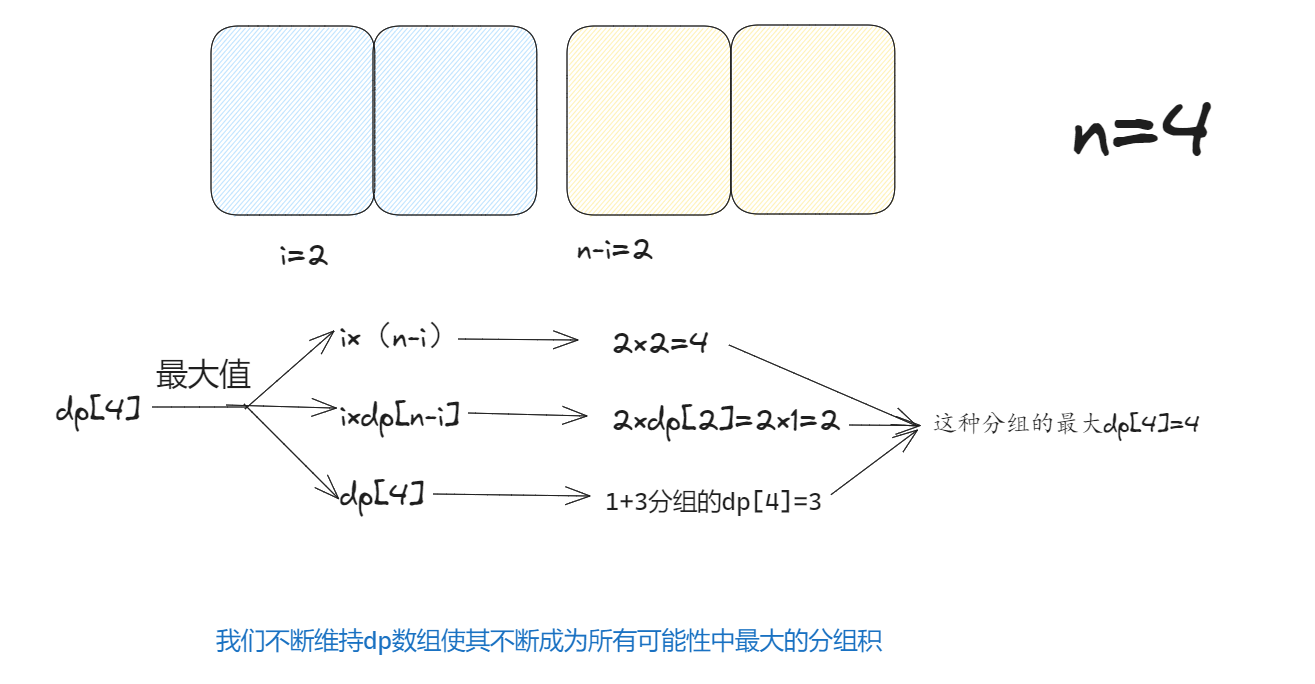 n=4
i=2
n-i=2
最大值
dp[4]
ix（n-i）
2x2=4
ixdp[n-i]
2xdp[2]=2x1=2
这种分组的最大dp[4]=4
dp[4]
1+3分组的dp[4]=3
我们不断维持dp数组使其不断成为所有可能性中最大的分组积